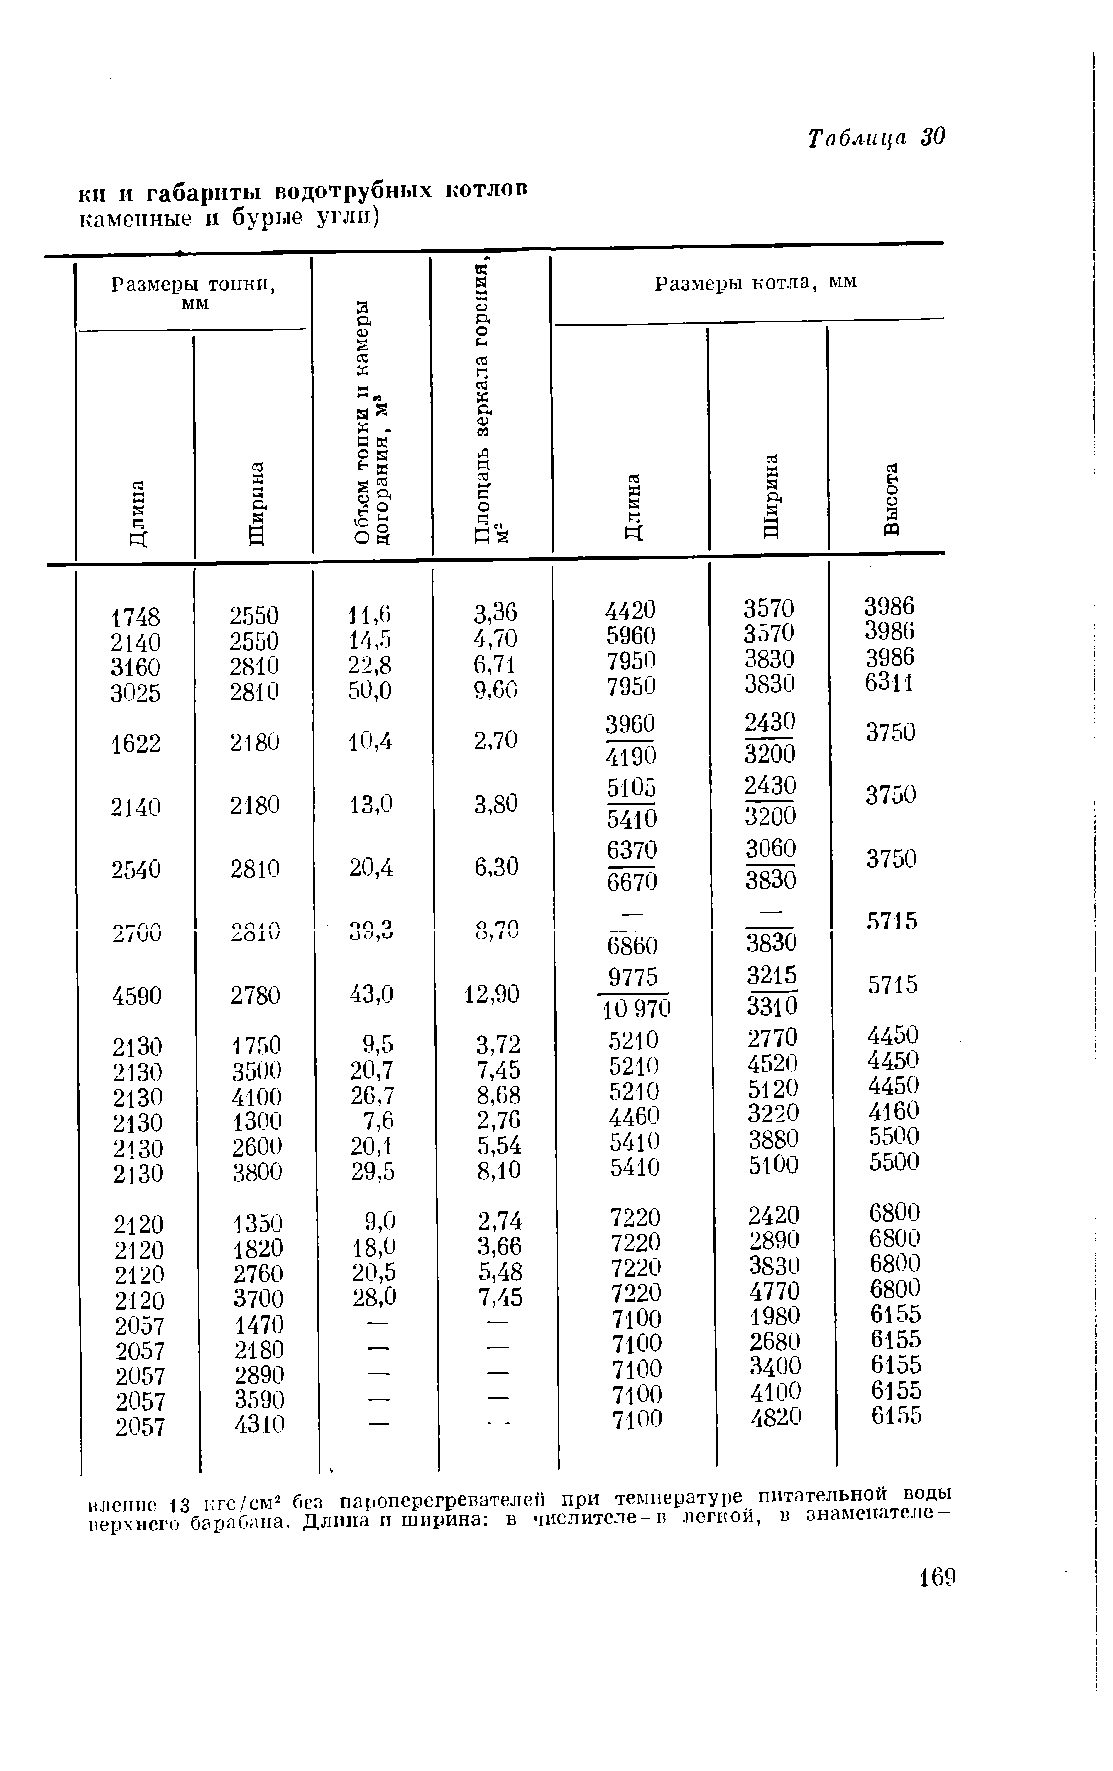 Таблица 30
ки и габариты водотрубных котлов
каменные и бурые угли)
Размеры топки, мм
Объем топки и камеры догорания, м³
Площадь зеркала горения, м²
Размеры котла, мм
Длина Ширина Длина Ширина Высота
1748 2550 11,6 3,36 4420 3570 3986
2140 2550 14,5 4,70 5960 3570 3986
3160 2810 22,8 6,71 7950 3830 3986
3025 2810 50,0 9,60 7950 3830 6311
1622 2180 10,4 2,70 3960/4190 2430/3200 3750
2140 2180 13,0 3,80 5105/5410 2430/3200 3750
2540 2810 20,4 6,30 6370/6670 3060/3830 3750
2700 2810 39,3 8,70 —/6860 —/3830 5715
4590 2780 43,0 12,90 9775/10 970 3215/3310 5715
2130 1750 9,5 3,72 5210 2770 4450
2130 3500 20,7 7,45 5210 4520 4450
2130 4100 26,7 8,68 5210 5120 4450
2130 1300 7,6 2,76 4460 3220 4160
2130 2600 20,1 5,54 5410 3880 5500
2130 3800 29,5 8,10 5410 5100 5500
2120 1350 9,0 2,74 7220 2420 6800
2120 1820 18,0 3,66 7220 2890 6800
2120 2760 20,5 5,48 7220 3830 6800
2120 3700 28,0 7,45 7220 4770 6800
2057 1470 — — 7100 1980 6155
2057 2180 — — 7100 2680 6155
2057 2890 — — 7100 3400 6155
2057 3590 — — 7100 4100 6155
2057 4310 — — 7100 4820 6155
вление 13 кгс/см² без пароперегревателей при температуре питательной воды
верхнего барабана. Длина и ширина: в числителе – в легкой, в знаменателе –
169